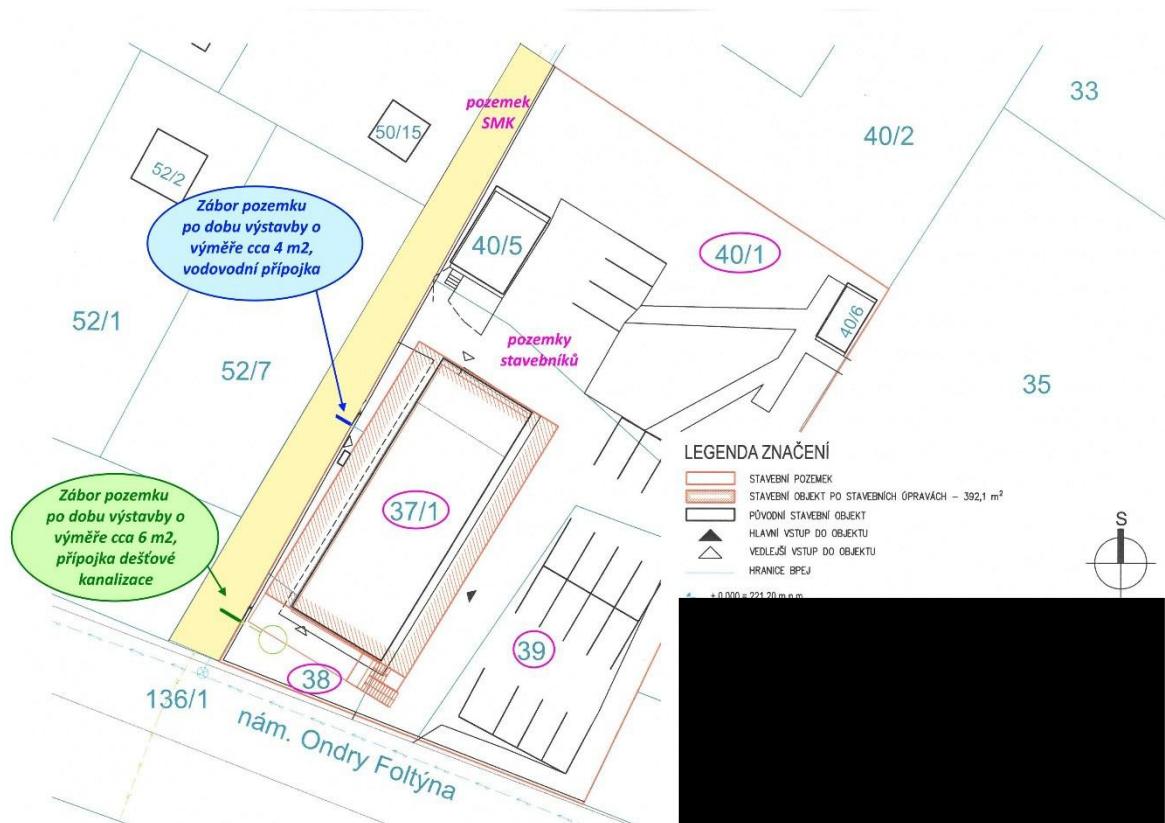 pozemek
SMK
33
50/15
40/2
52/2
Zábor pozemku
po dobu výstavby o
výměře cca 4 m2,
vodovodní přípojka
40/5
40/1
40/6
52/1
pozemky
stavebníků
52/7
35
LEGENDA ZNAČENÍ
STAVEBNÍ POZEMEK
STAVEBNÍ OBJEKT PO STAVEBNÍCH ÚPRAVÁCH – 392,1 m²
PŮVODNÍ STAVEBNÍ OBJEKT
HLAVNÍ VSTUP DO OBJEKTU
VEDLEJŠÍ VSTUP DO OBJEKTU
HRANICE BPEJ
± 0,000 = 221,20 m n.m.
S
Zábor pozemku
po dobu výstavby o
výměře cca 6 m2,
přípojka dešťové
kanalizace
37/1
39
38
136/1
nám. Ondry Foltýna